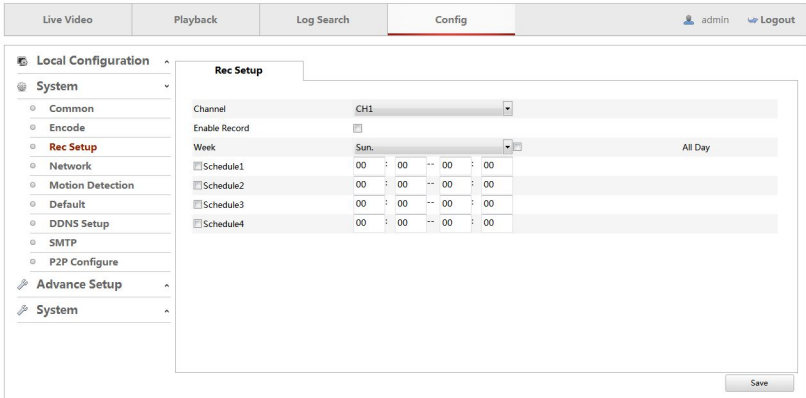 Live Video Playback Log Search Config admin Logout
Local Configuration
System
Common
Encode
Rec Setup
Network
Motion Detection
Default
DDNS Setup
SMTP
P2P Configure
Advance Setup
System
Rec Setup
Channel CH1
Enable Record
Week Sun. All Day
Schedule1 00 : 00 -- 00 : 00
Schedule2 00 : 00 -- 00 : 00
Schedule3 00 : 00 -- 00 : 00
Schedule4 00 : 00 -- 00 : 00
Save